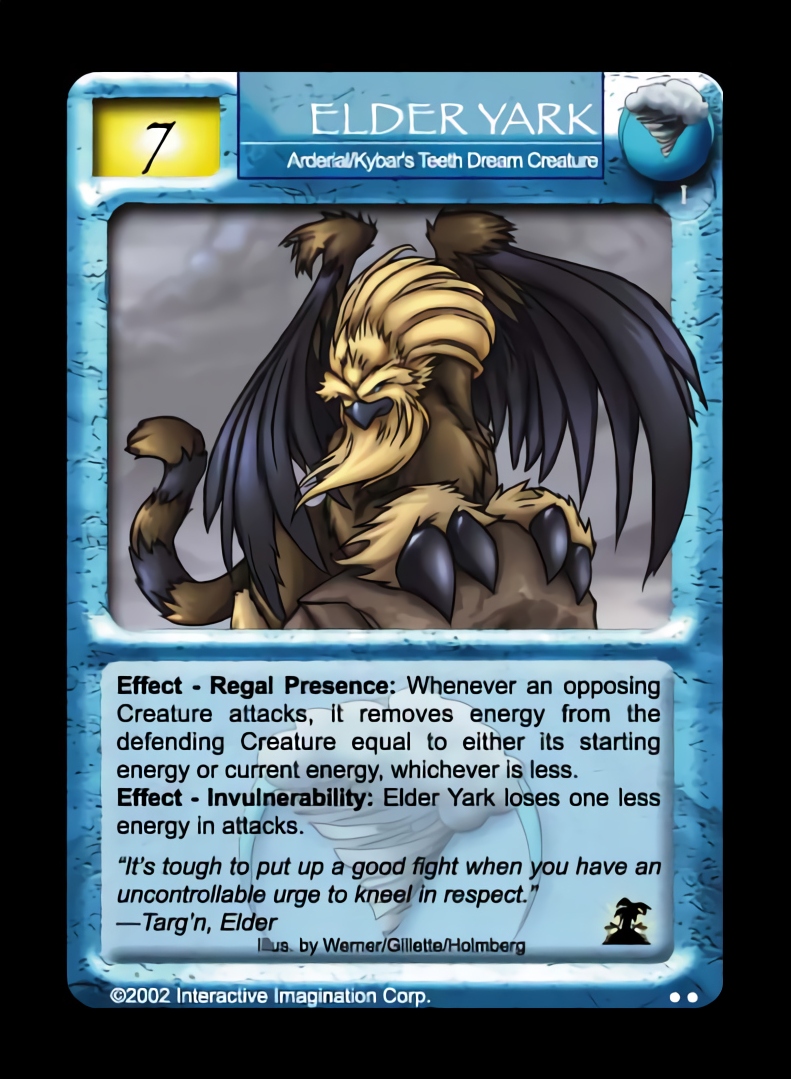 7
ELDER YARK
Arderial/Kybar's Teeth Dream Creature
1
Effect - Regal Presence: Whenever an opposing
Creature attacks, it removes energy from the
defending Creature equal to either its starting
energy or current energy, whichever is less.
Effect - Invulnerability: Elder Yark loses one less
energy in attacks.
“It's tough to put up a good fight when you have an
uncontrollable urge to kneel in respect.”
—Targ'n, Elder
Illus. by Werner/Gillette/Holmberg
©2002 Interactive Imagination Corp.